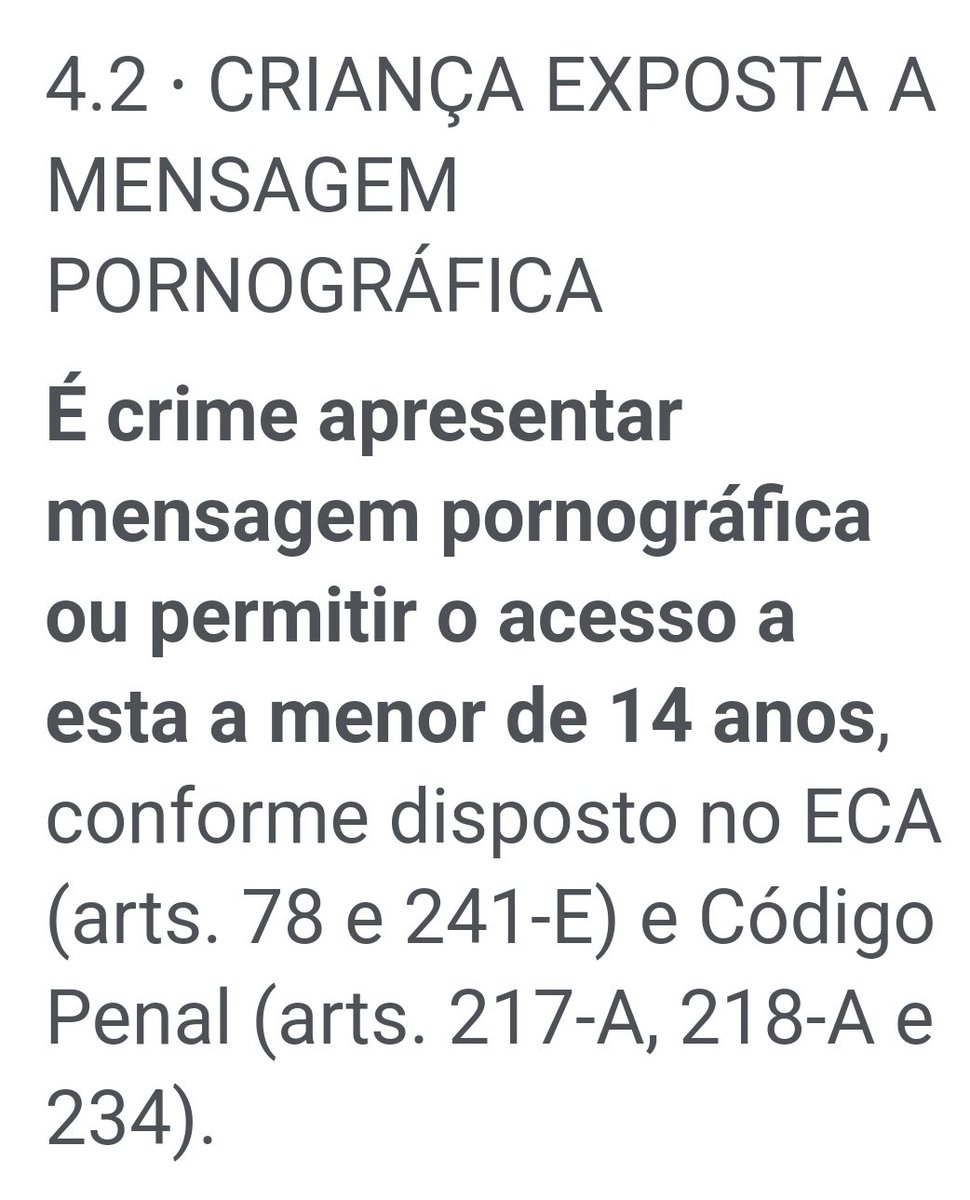 4.2 · CRIANÇA EXPOSTA A
MENSAGEM
PORNOGRÁFICA
É crime apresentar
mensagem pornográfica
ou permitir o acesso a
esta a menor de 14 anos,
conforme disposto no ECA
(arts. 78 e 241-E) e Código
Penal (arts. 217-A, 218-A e
234).